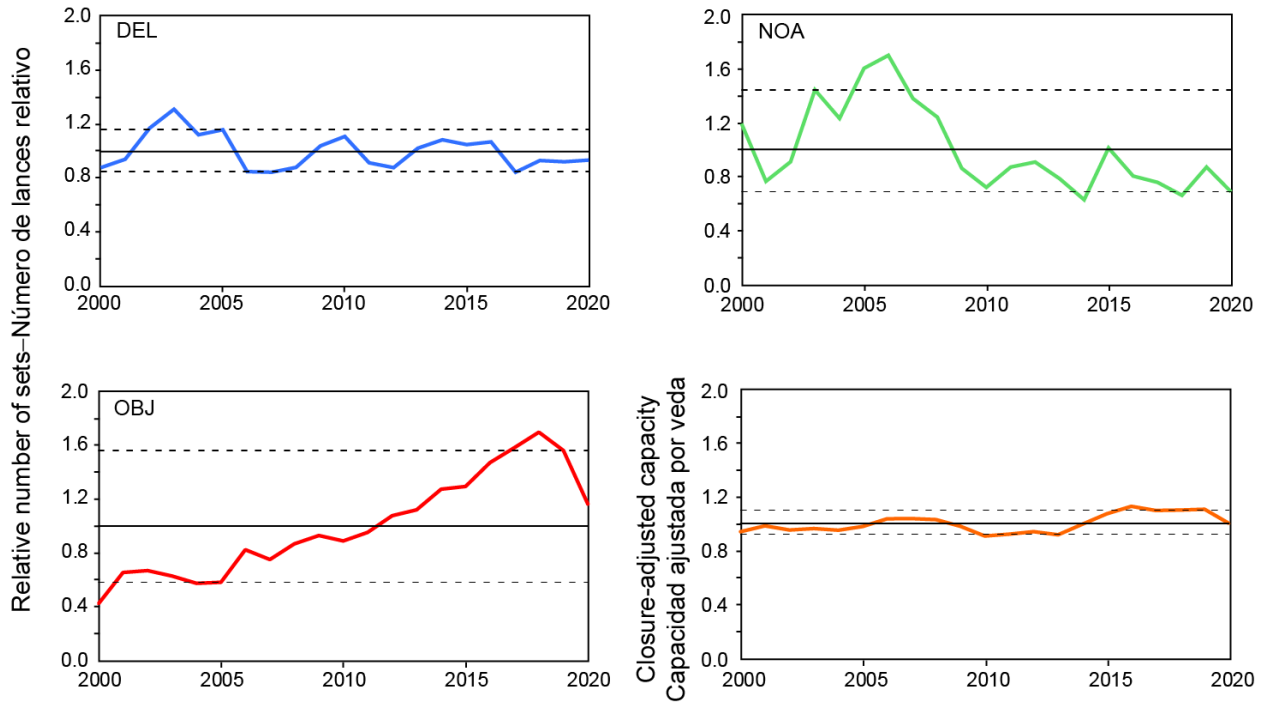 Relative number of sets–Número de lances relativo
DEL
2.0
1.6
1.2
0.8
0.4
0.0
2000 2005 2010 2015 2020
NOA
2.0
1.6
1.2
0.8
0.4
0.0
2000 2005 2010 2015 2020
OBJ
2.0
1.6
1.2
0.8
0.4
0.0
2000 2005 2010 2015 2020
Closure-adjusted capacity
Capacidad ajustada por veda
2.0
1.6
1.2
0.8
0.4
0.0
2000 2005 2010 2015 2020